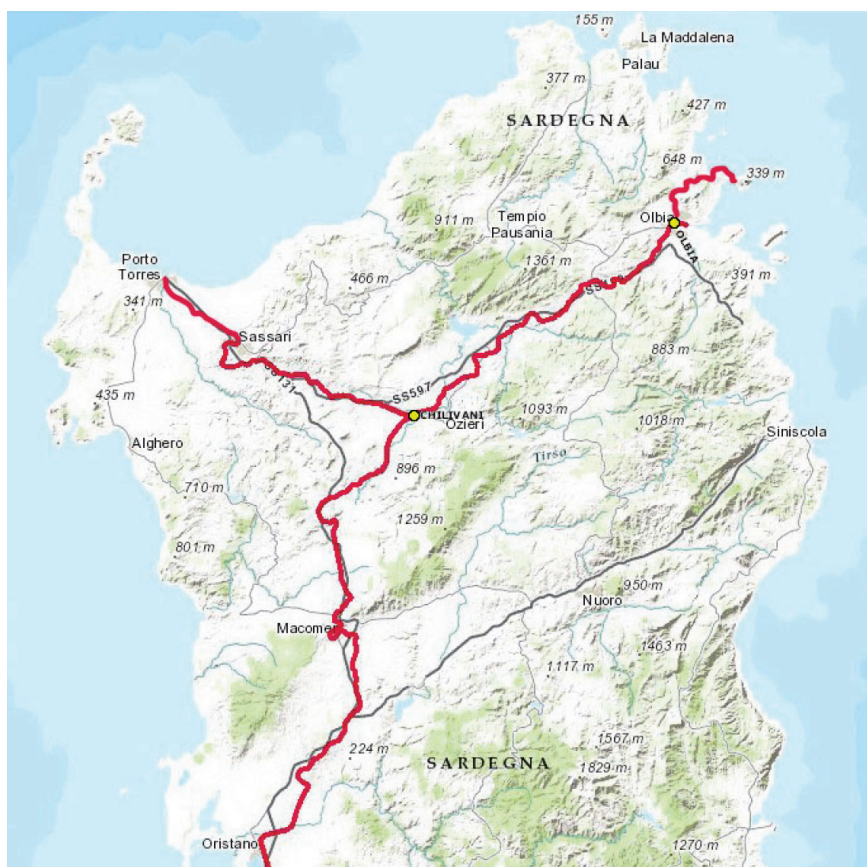 155 m
La Maddalena
Palau
377 m
427 m
SARDEGNA
648 m
339 m
Olbia
OLBIA
Tempio
Pausania
911 m
1361 m
391 m
Porto
Torres
466 m
341 m
Sassari
883 m
SS131
SS597
435 m
CHILIVANI
Ozieri
1093 m
1018 m
Siniscola
Alghero
Tirso
896 m
710 m
1259 m
801 m
950 m
Nuoro
Macomer
1463 m
1117 m
224 m
1567 m
SARDEGNA
1829 m
Oristano
1270 m